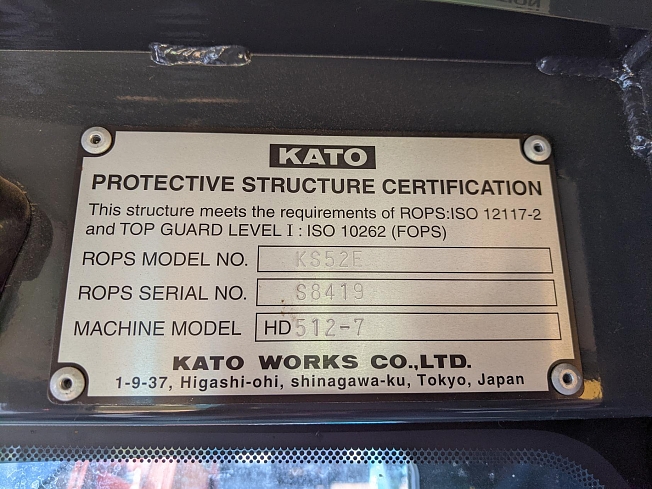 KATO
PROTECTIVE STRUCTURE CERTIFICATION
This structure meets the requirements of ROPS:ISO 12117-2
and TOP GUARD LEVEL I : ISO 10262 (FOPS)
ROPS MODEL NO. KS52E
ROPS SERIAL NO. S8419
MACHINE MODEL HD512-7
KATO WORKS CO.,LTD.
1-9-37, Higashi-ohi, shinagawa-ku, Tokyo, Japan